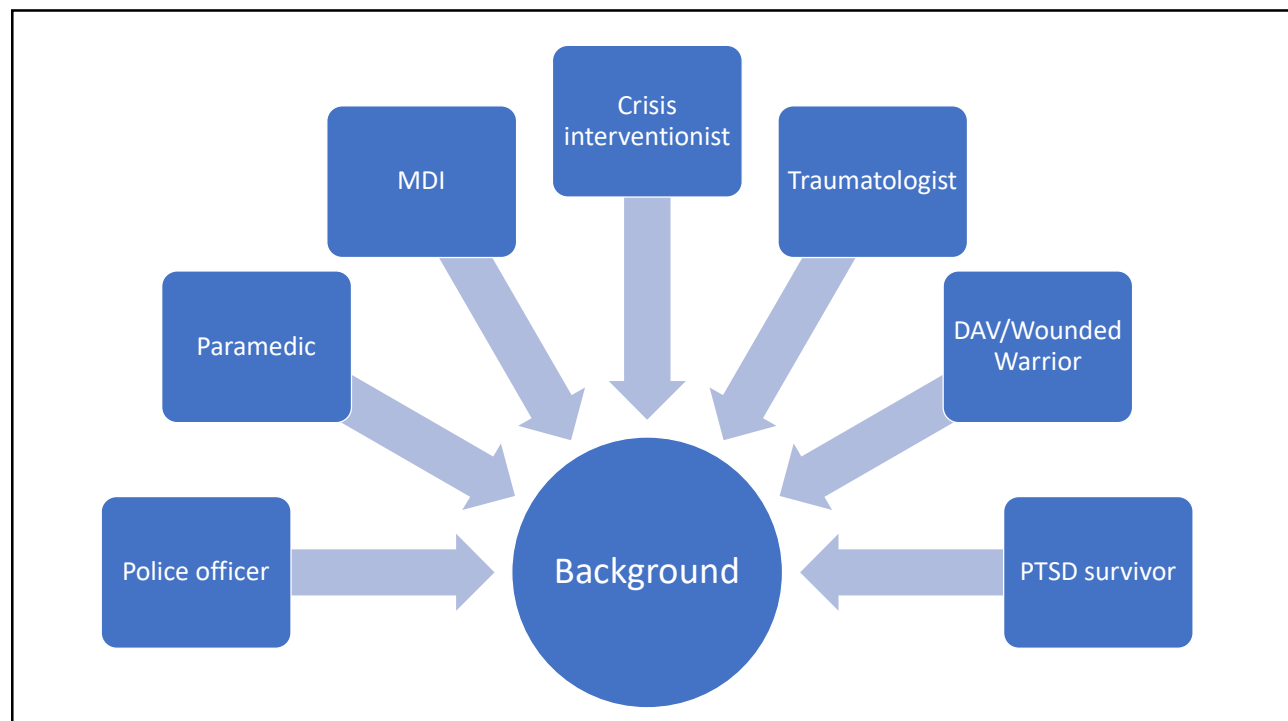 Crisis
interventionist
MDI
Traumatologist
Paramedic
DAV/Wounded
Warrior
Police officer
Background
PTSD survivor